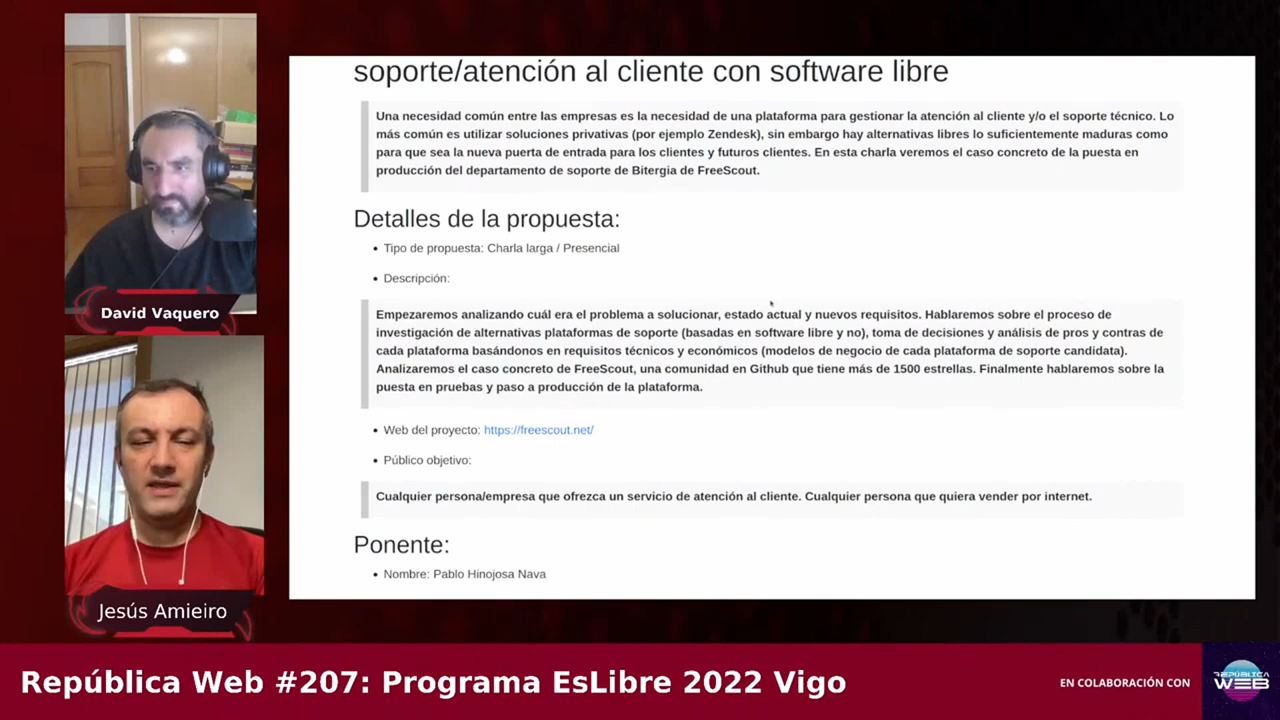 David Vaquero
Jesús Amieiro
soporte/atención al cliente con software libre
Una necesidad común entre las empresas es la necesidad de una plataforma para gestionar la atención al cliente y/o el soporte técnico. Lo
más común es utilizar soluciones privativas (por ejemplo Zendesk), sin embargo hay alternativas libres lo suficientemente maduras como
para que sea la nueva puerta de entrada para los clientes y futuros clientes. En esta charla veremos el caso concreto de la puesta en
producción del departamento de soporte de Bitergia de FreeScout.
Detalles de la propuesta:
• Tipo de propuesta: Charla larga / Presencial
• Descripción:
Empezaremos analizando cuál era el problema a solucionar, estado actual y nuevos requisitos. Hablaremos sobre el proceso de
investigación de alternativas plataformas de soporte (basadas en software libre y no), toma de decisiones y análisis de pros y contras de
cada plataforma basándonos en requisitos técnicos y económicos (modelos de negocio de cada plataforma de soporte candidata).
Analizaremos el caso concreto de FreeScout, una comunidad en Github que tiene más de 1500 estrellas. Finalmente hablaremos sobre la
puesta en pruebas y paso a producción de la plataforma.
• Web del proyecto: https://freescout.net/
• Público objetivo:
Cualquier persona/empresa que ofrezca un servicio de atención al cliente. Cualquier persona que quiera vender por internet.
Ponente:
• Nombre: Pablo Hinojosa Nava
República Web #207: Programa EsLibre 2022 Vigo
EN COLABORACIÓN CON
REPÚBLICA
WEB